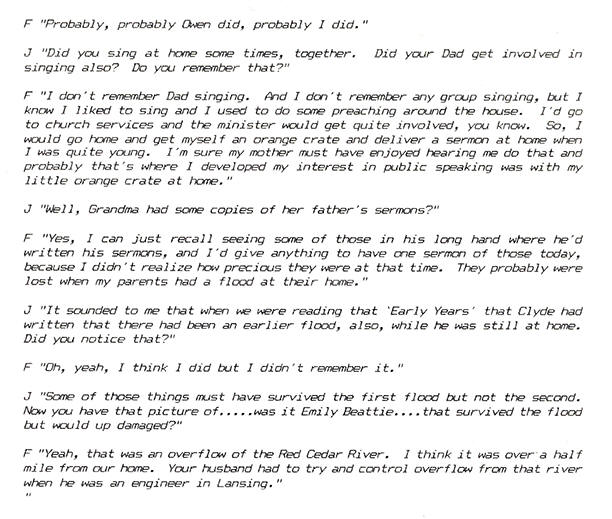 F "Probably, probably Owen did, probably I did."
J "Did you sing at home some times, together.  Did your Dad get involved in
singing also?  Do you remember that?"
F "I don't remember Dad singing.  And I don't remember any group singing, but I
know I liked to sing and I used to do some preaching around the house.  I'd go
to church services and the minister would get quite involved, you know.  So, I
would go home and get myself an orange crate and deliver a sermon at home when
I was quite young.  I'm sure my mother must have enjoyed hearing me do that and
probably that's where I developed my interest in public speaking was with my
little orange crate at home."
J "Well, Grandma had some copies of her father's sermons?"
F "Yes, I can just recall seeing some of those in his long hand where he'd
written his sermons, and I'd give anything to have one sermon of those today,
because I didn't realize how precious they were at that time.  They probably were
lost when my parents had a flood at their home."
J "It sounded to me that when we were reading that 'Early Years' that Clyde had
written that there had been an earlier flood, also, while he was still at home.
Did you notice that?"
F "Oh, yeah, I think I did but I didn't remember it."
J "Some of those things must have survived the first flood but not the second.
Now you have that picture of.....was it Emily Beattie....that survived the flood
but would up damaged?"
F "Yeah, that was an overflow of the Red Cedar River.  I think it was over a half
mile from our home.  Your husband had to try and control overflow from that river
when he was an engineer in Lansing."
"